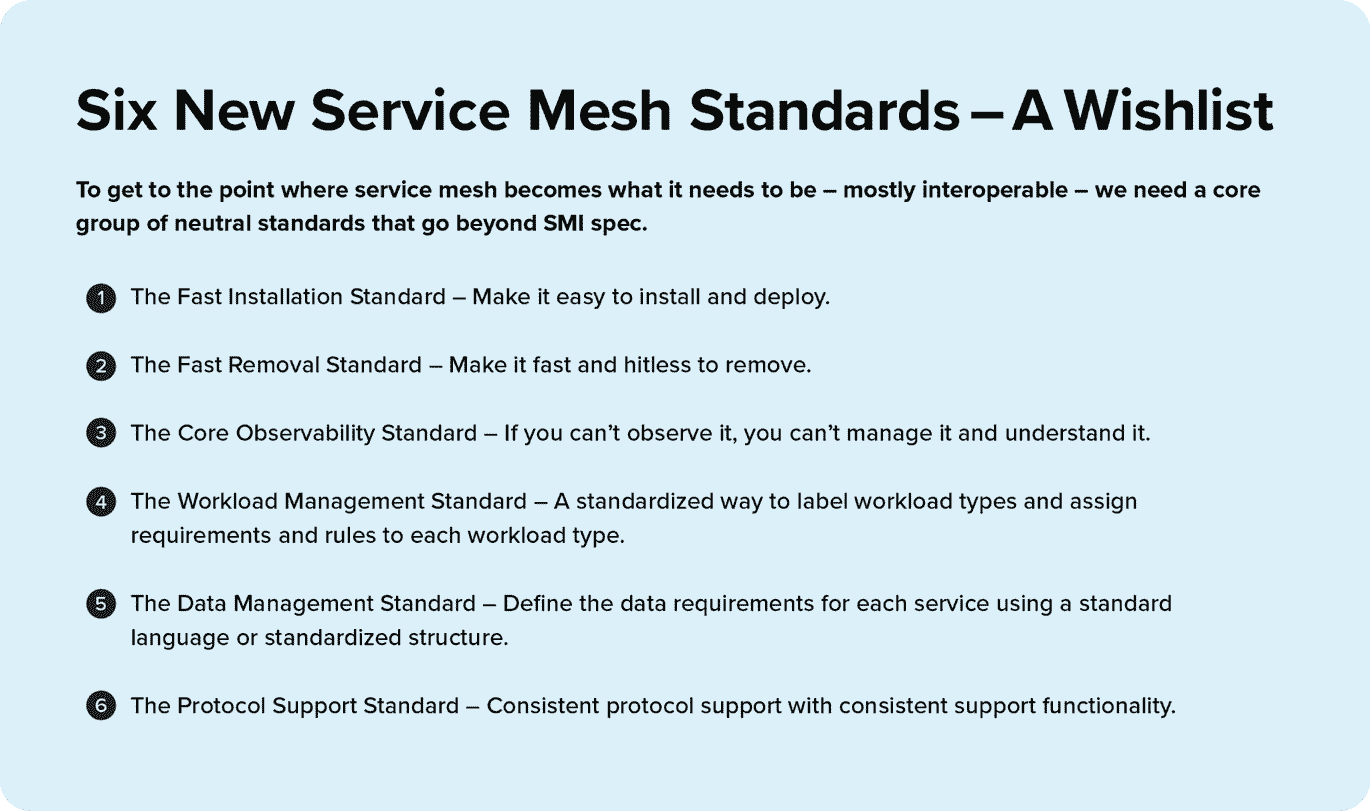 Six New Service Mesh Standards – A Wishlist
To get to the point where service mesh becomes what it needs to be – mostly interoperable – we need a core
group of neutral standards that go beyond SMI spec.
1 The Fast Installation Standard – Make it easy to install and deploy.
2 The Fast Removal Standard – Make it fast and hitless to remove.
3 The Core Observability Standard – If you can’t observe it, you can’t manage it and understand it.
4 The Workload Management Standard – A standardized way to label workload types and assign
requirements and rules to each workload type.
5 The Data Management Standard – Define the data requirements for each service using a standard
language or standardized structure.
6 The Protocol Support Standard – Consistent protocol support with consistent support functionality.